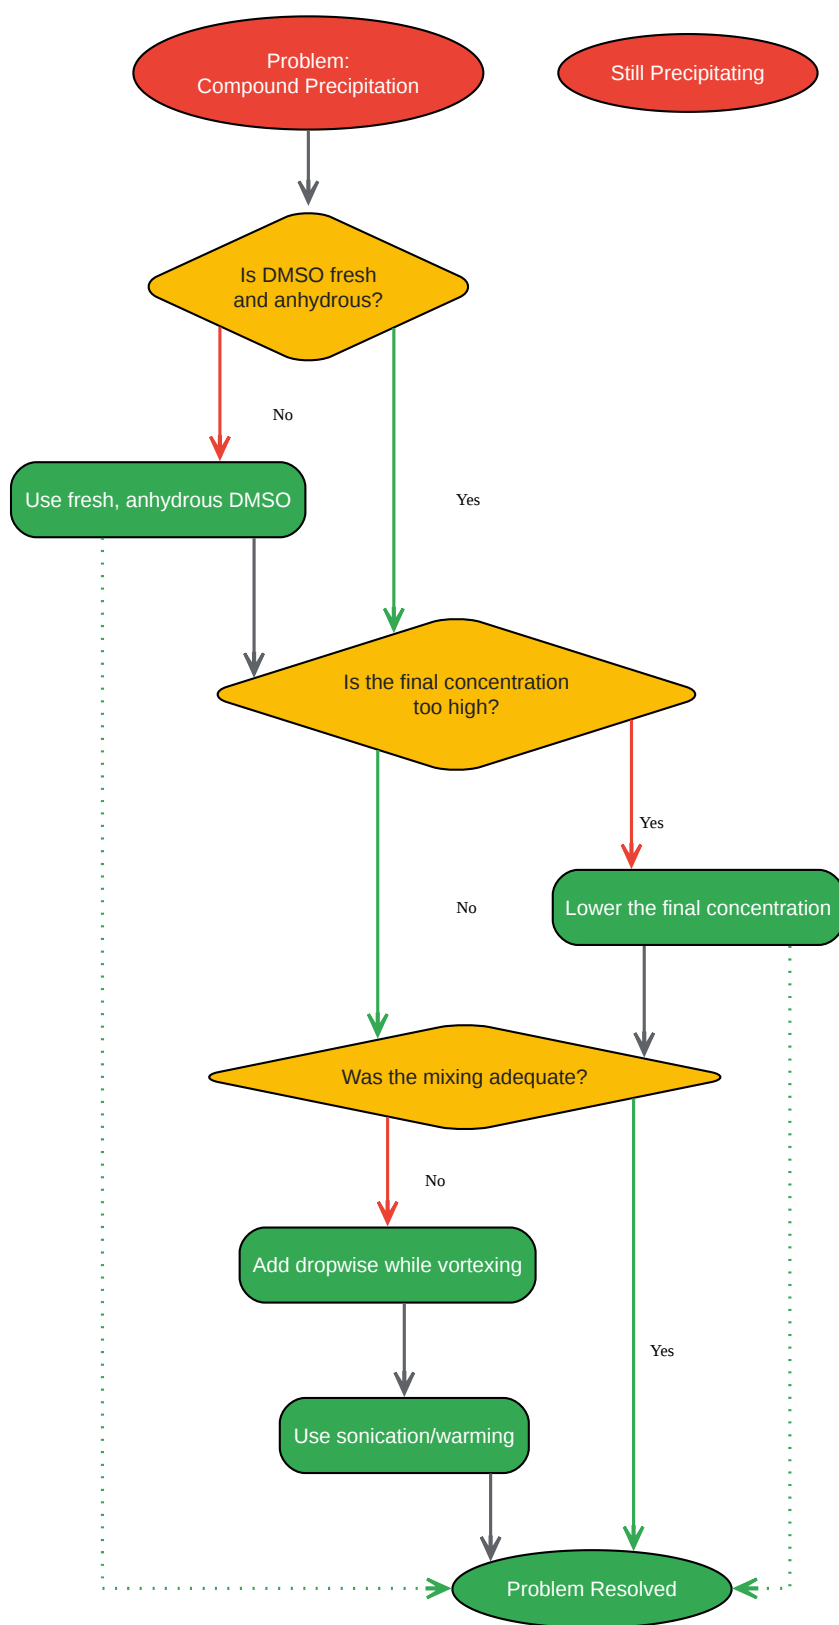 Problem:
Compound Precipitation
Still Precipitating
Is DMSO fresh
and anhydrous?
No
Use fresh, anhydrous DMSO
Yes
Is the final concentration
too high?
Yes
No
Lower the final concentration
Was the mixing adequate?
No
Add dropwise while vortexing
Yes
Use sonication/warming
Problem Resolved